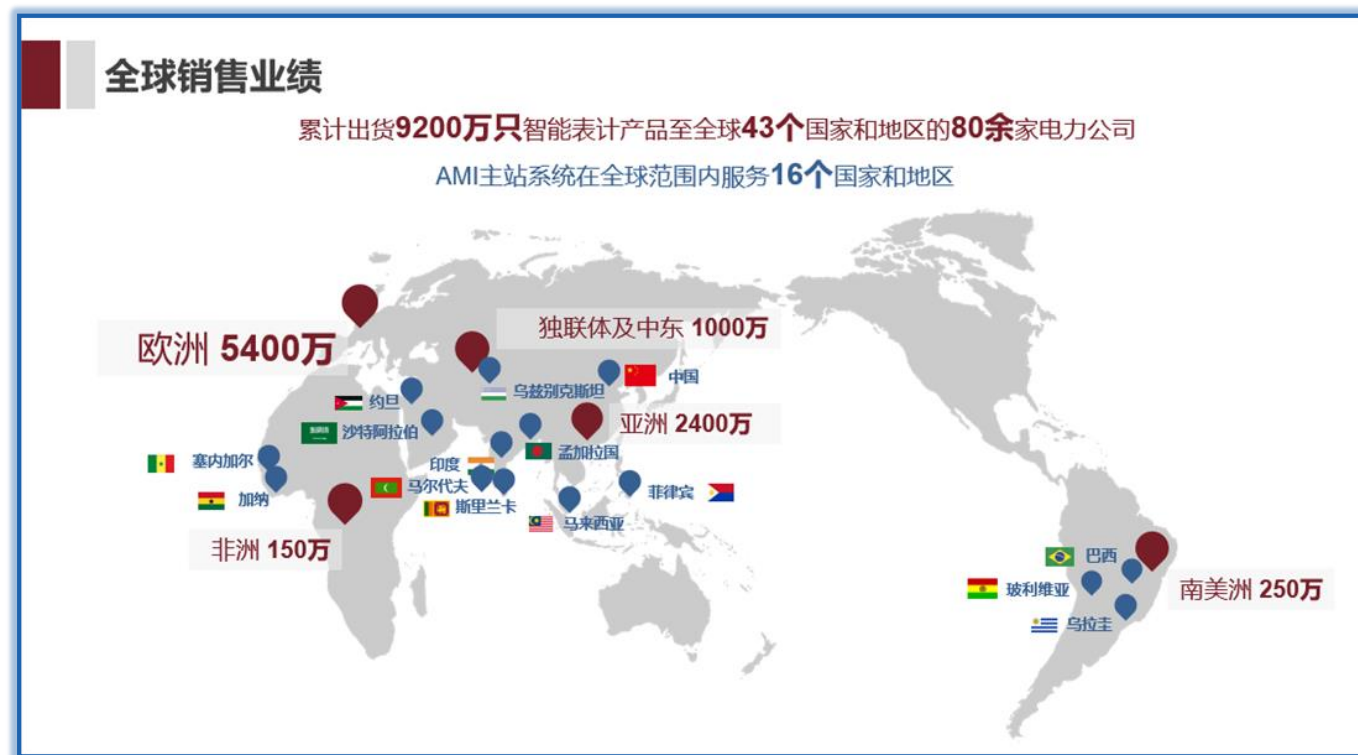 全球销售业绩
累计出货9200万只智能表计产品至全球43个国家和地区的80余家电力公司
AMI主站系统在全球范围内服务16个国家和地区
欧洲 5400万
独联体及中东 1000万
乌兹别克斯坦
中国
约旦
沙特阿拉伯
亚洲 2400万
孟加拉国
塞内加尔
印度
加纳
马尔代夫
斯里兰卡
菲律宾
马来西亚
非洲 150万
巴西
玻利维亚
南美洲 250万
乌拉圭